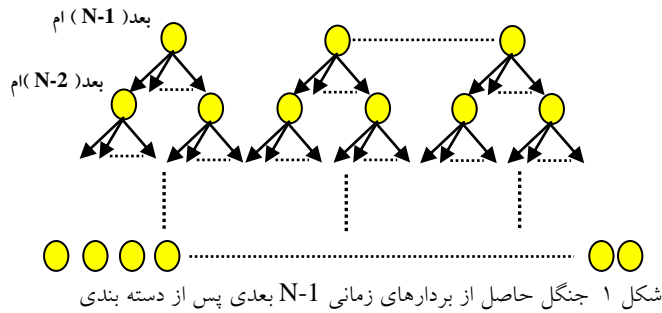 بعد( N-1 ) ام
بعد( N-2 )ام
شکل ۱ جنگل حاصل از بردارهای زمانی N-1 بعدی پس از دسته بندی